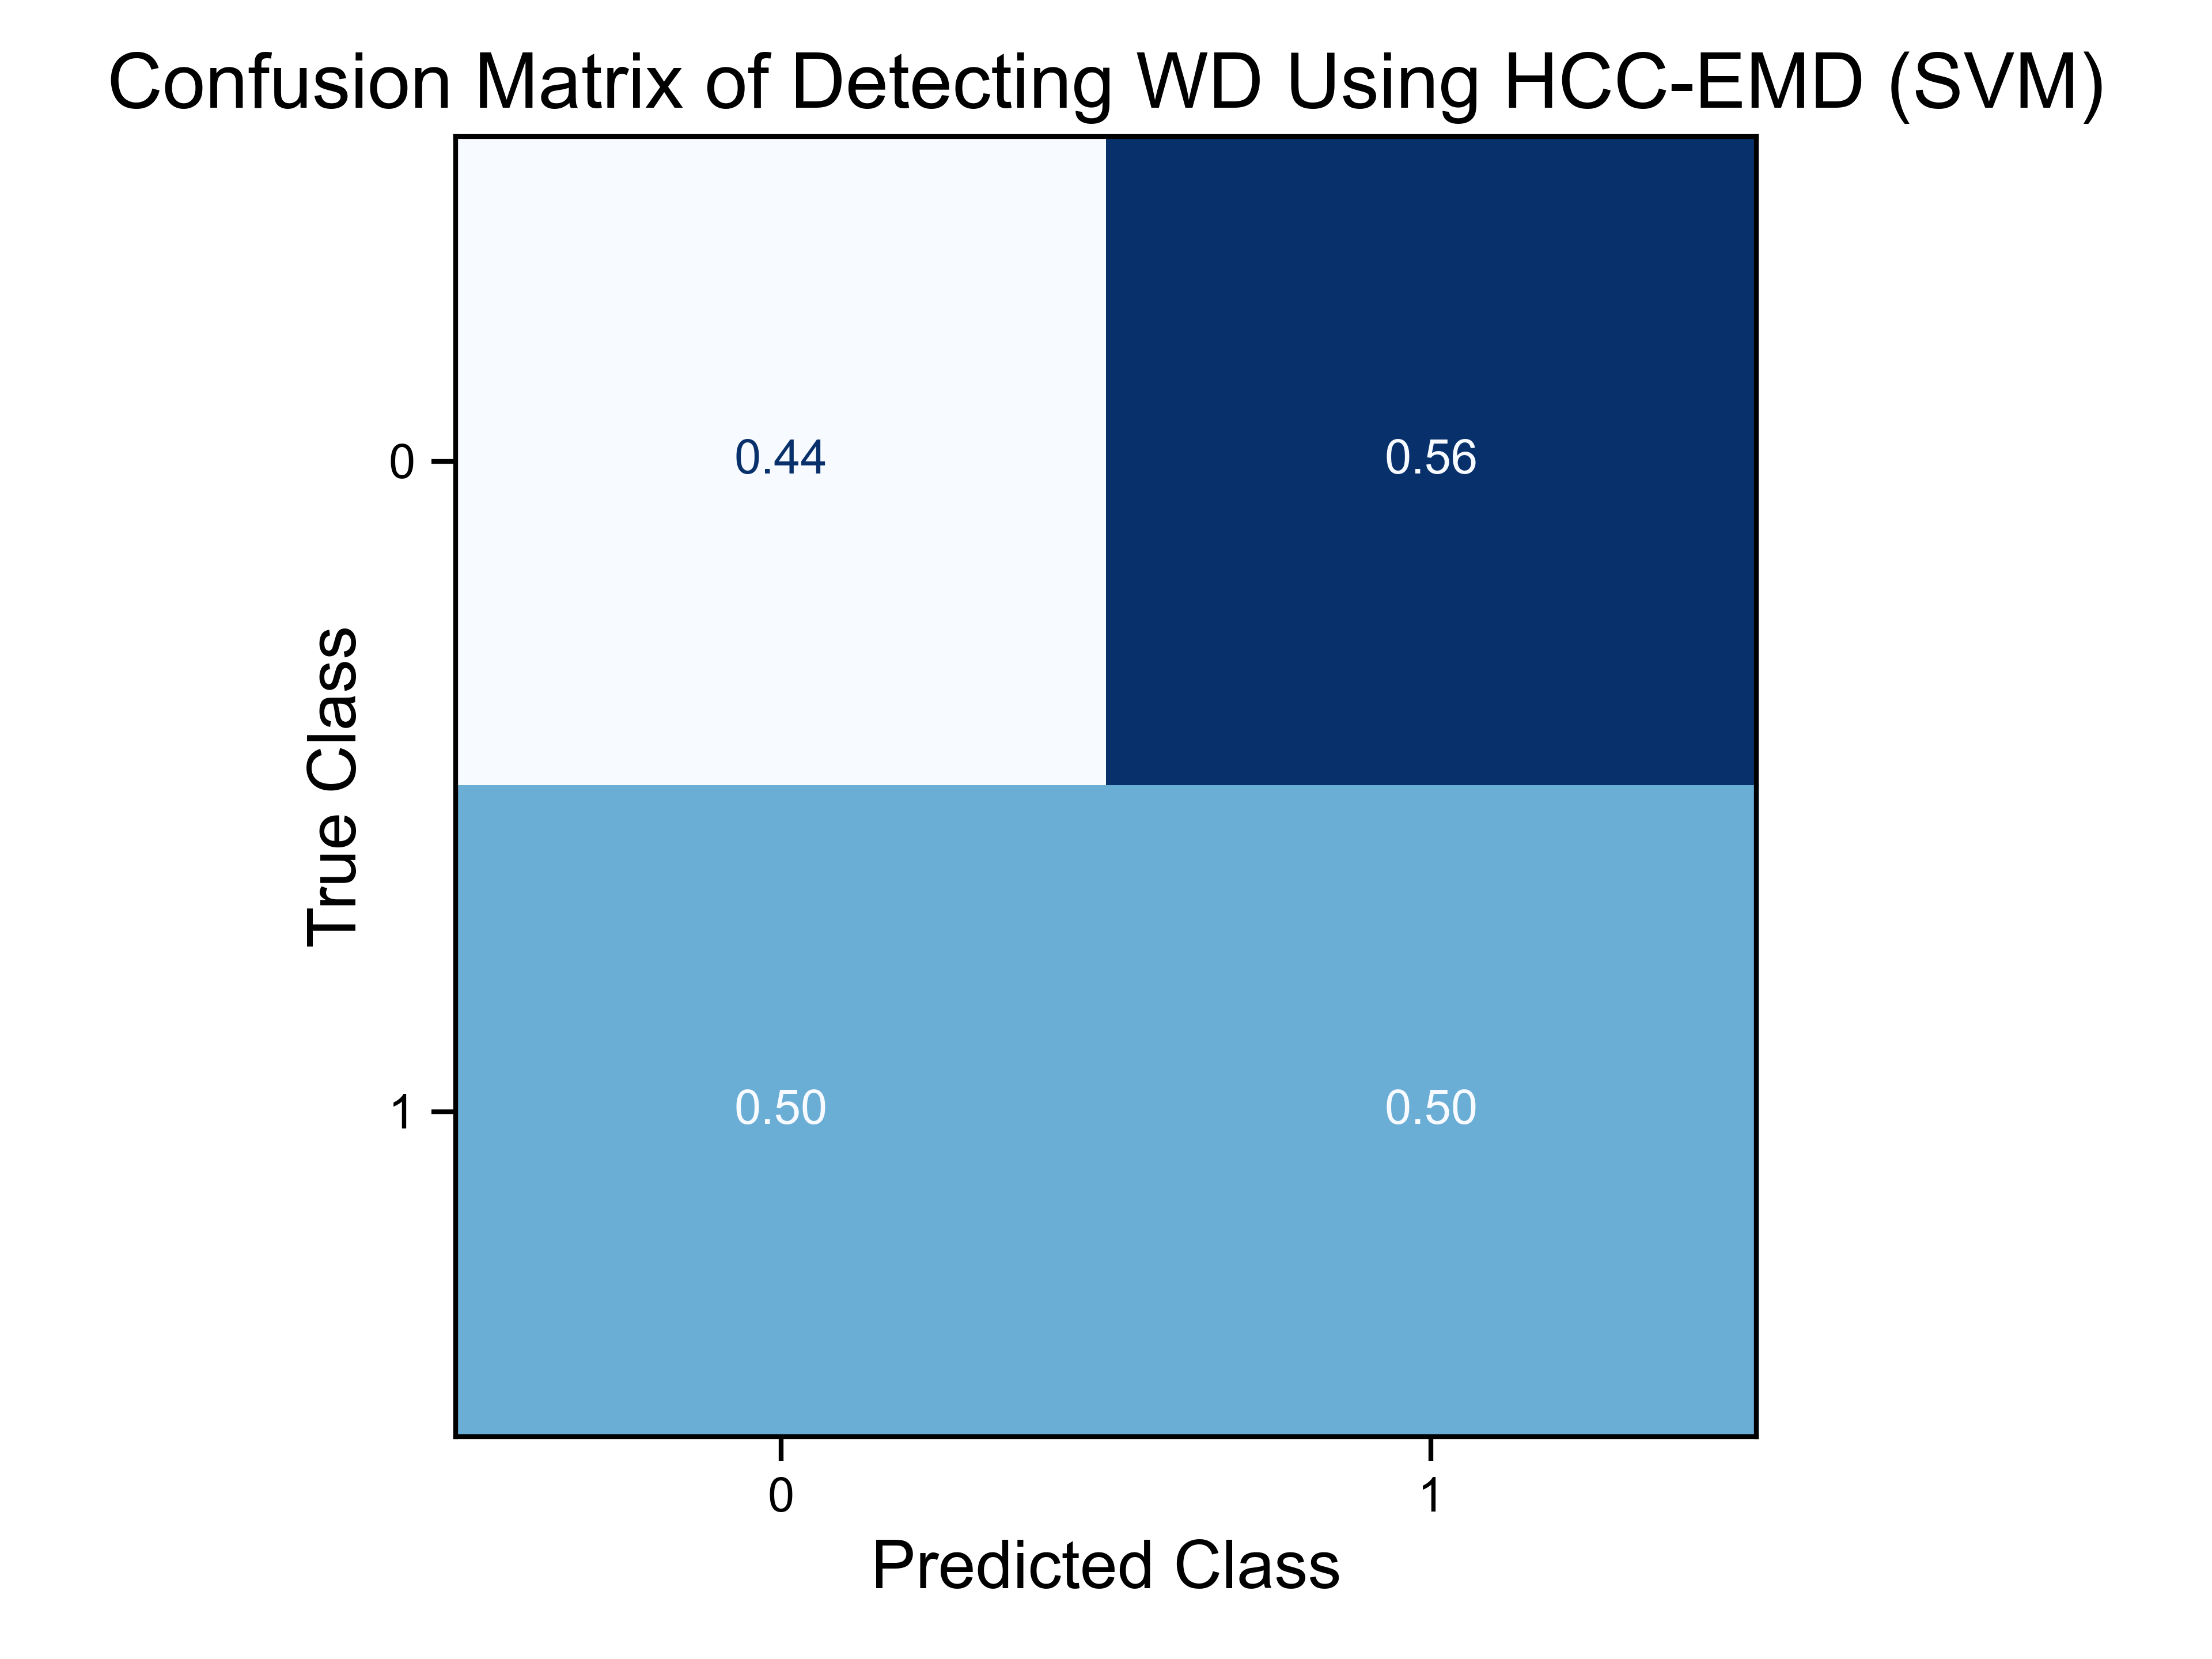 Confusion Matrix of Detecting WD Using HCC-EMD (SVM)
True Class
0
0.44
0.56
1
0.50
0.50
0
1
Predicted Class